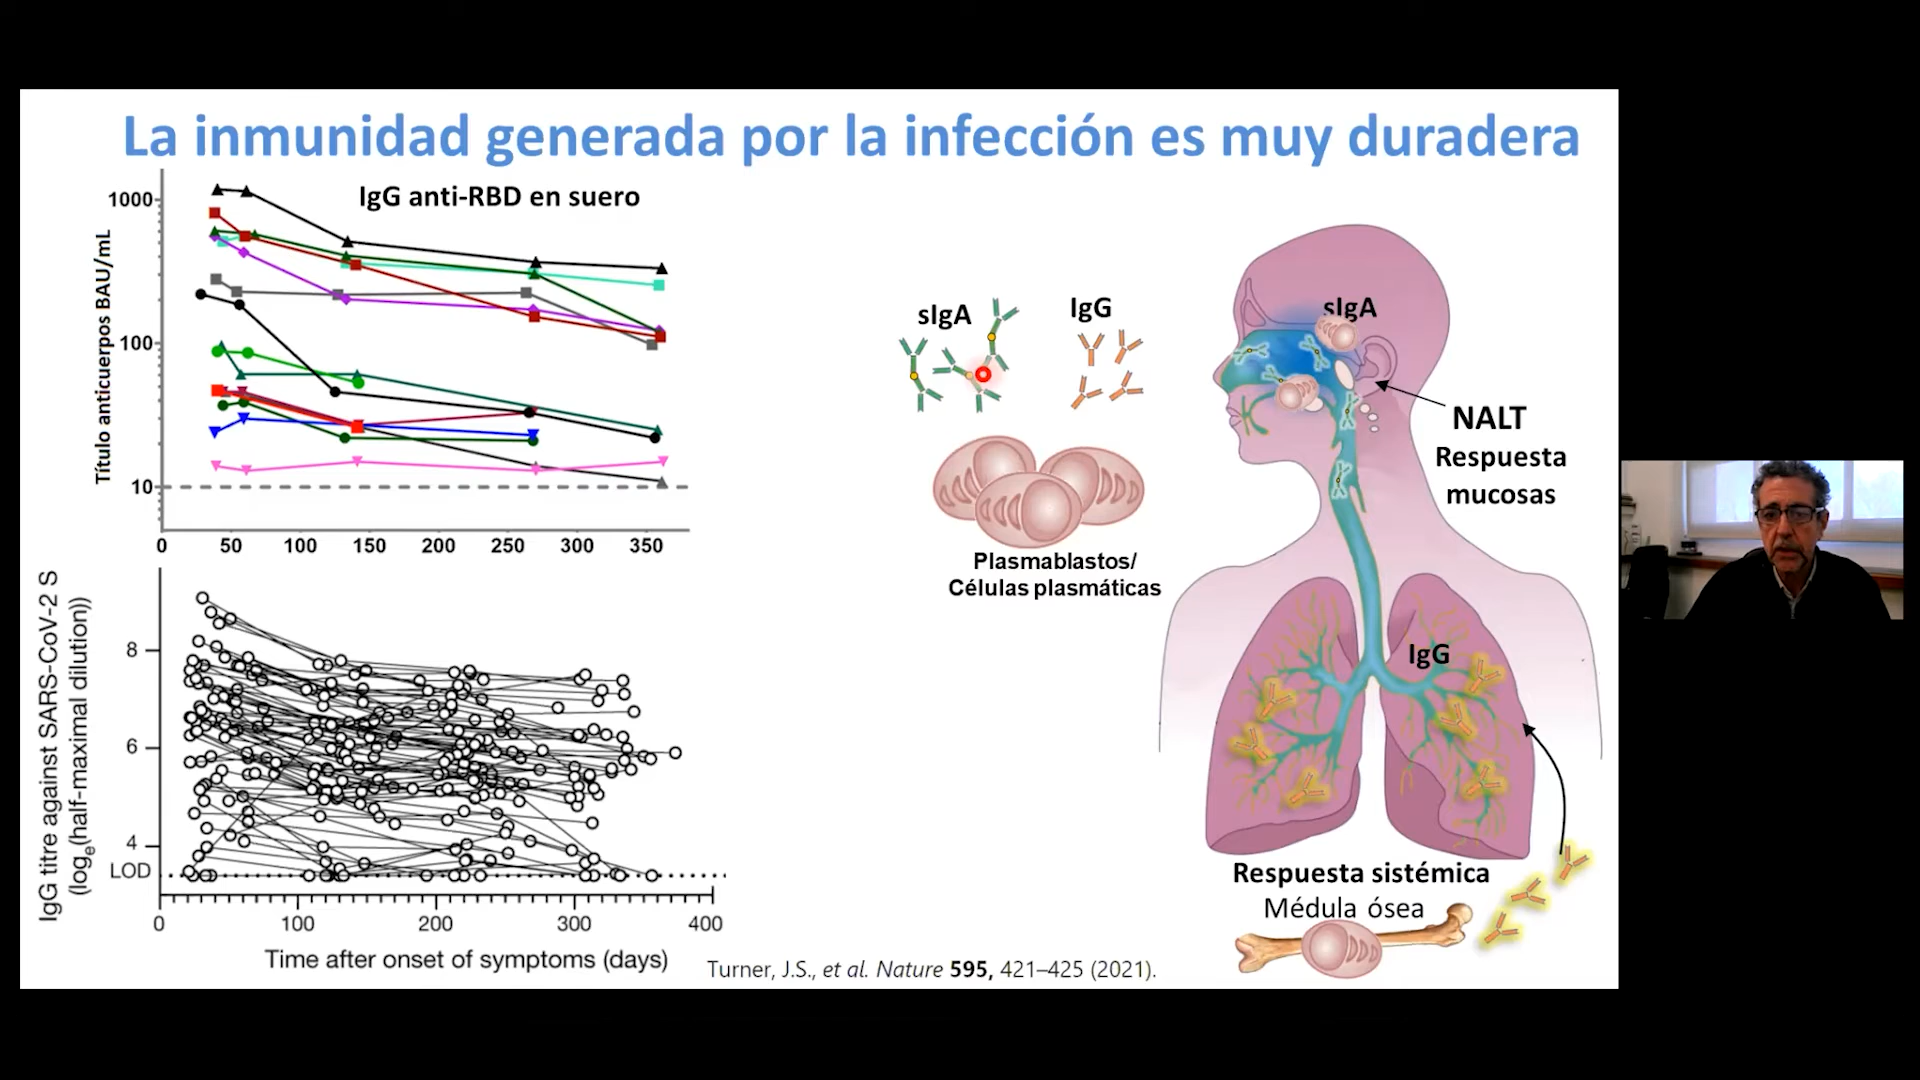 La inmunidad generada por la infección es muy duradera
IgG anti-RBD en suero
Título anticuerpos BAU/mL
1000
100
10
0 50 100 150 200 250 300 350
IgG titre against SARS-CoV-2 S
(logₑ(half-maximal dilution))
8
6
4
LOD
0 100 200 300 400
Time after onset of symptoms (days)
sIgA
IgG
Plasmablastos/
Células plasmáticas
sIgA
NALT
Respuesta
mucosas
IgG
Respuesta sistémica
Médula ósea
Turner, J.S., et al. Nature 595, 421–425 (2021).